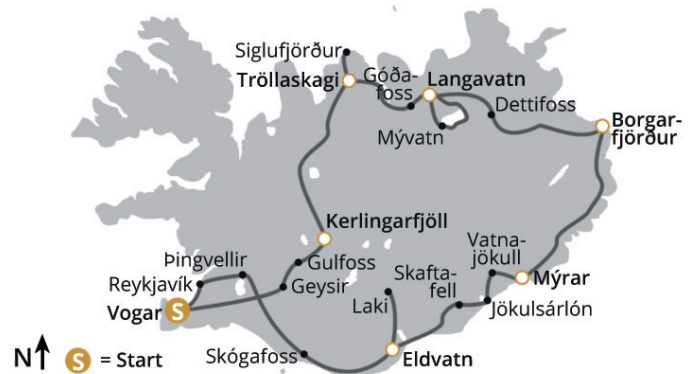 Siglufjörður
Tröllaskagi
Góða-
foss
Langavatn
Dettifoss
Mývatn
Borgar-
fjörður
Kerlingarfjöll
Þingvellir
Gulfoss
Vatna-
jökull
Reykjavík
Geysir
Skafta-
fell
Mýrar
Vogar
S
Laki
Jökulsárlón
Skógafoss
Eldvatn
N
S = Start